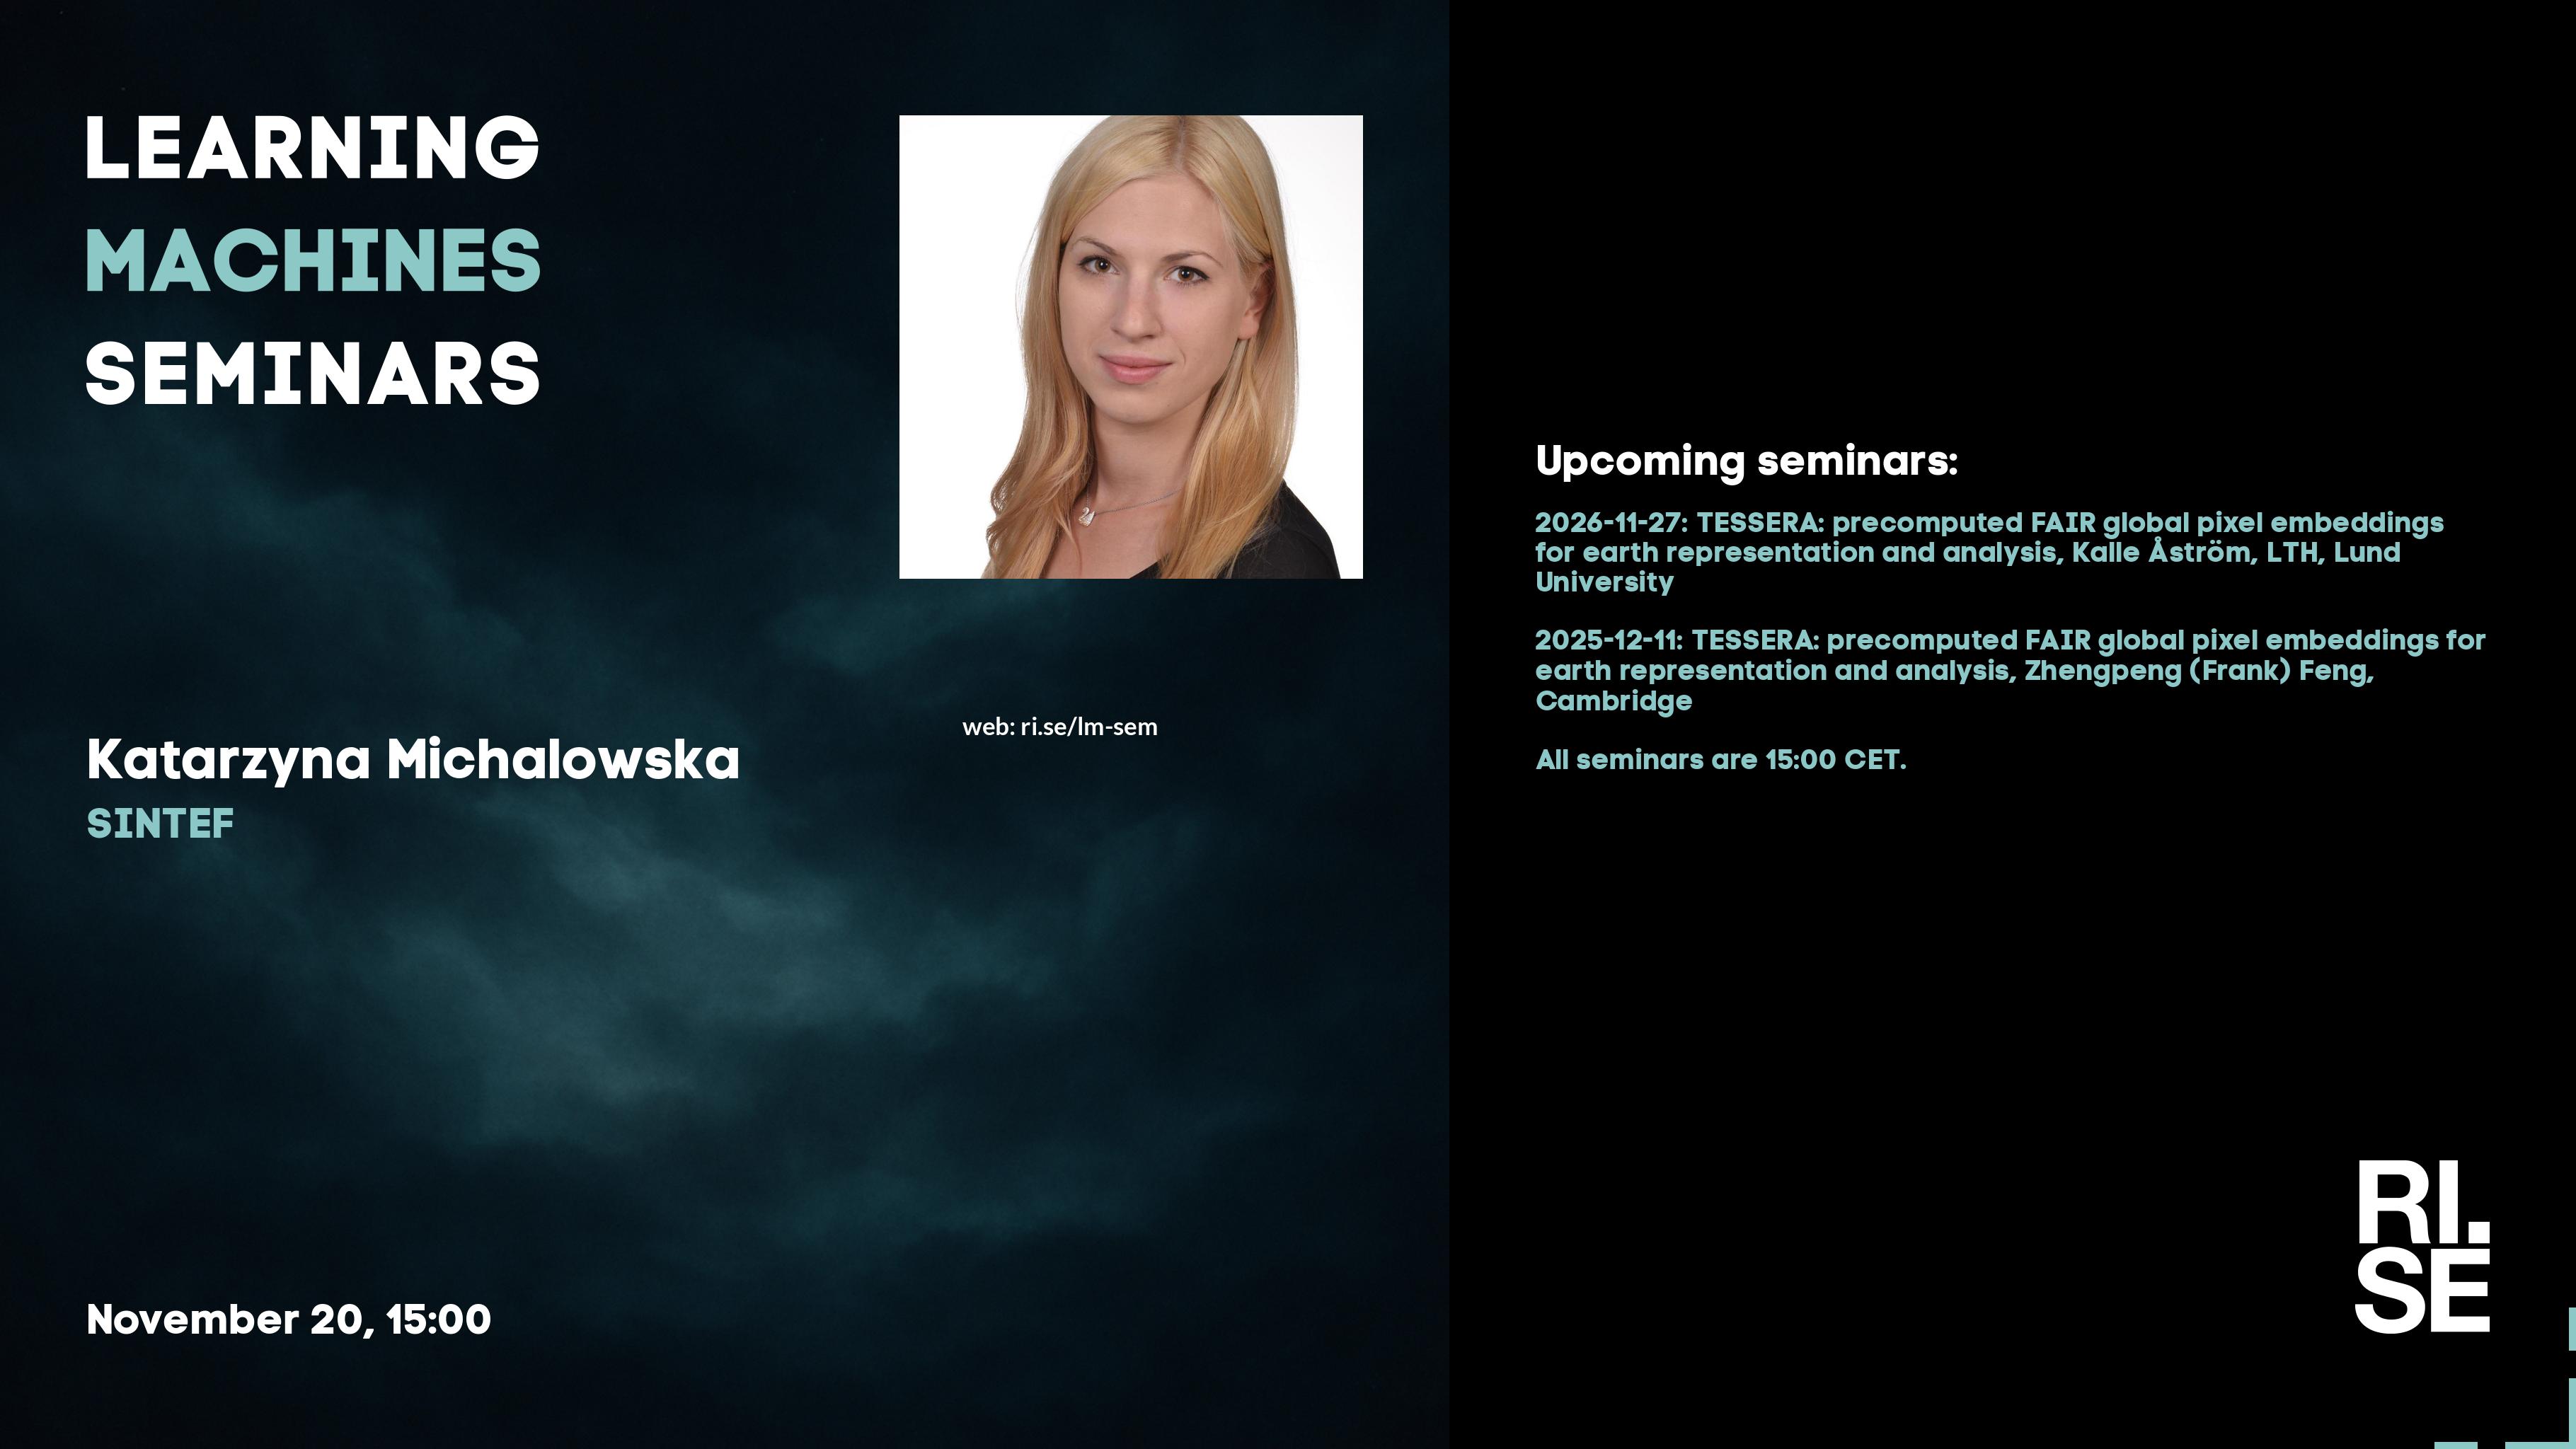 LEARNING
MACHINES
SEMINARS
Katarzyna Michalowska
SINTEF
web: ri.se/lm-sem
November 20, 15:00
Upcoming seminars:
2026-11-27: TESSERA: precomputed FAIR global pixel embeddings
for earth representation and analysis, Kalle Åström, LTH, Lund
University
2025-12-11: TESSERA: precomputed FAIR global pixel embeddings for
earth representation and analysis, Zhengpeng (Frank) Feng,
Cambridge
All seminars are 15:00 CET.
RI.
SE